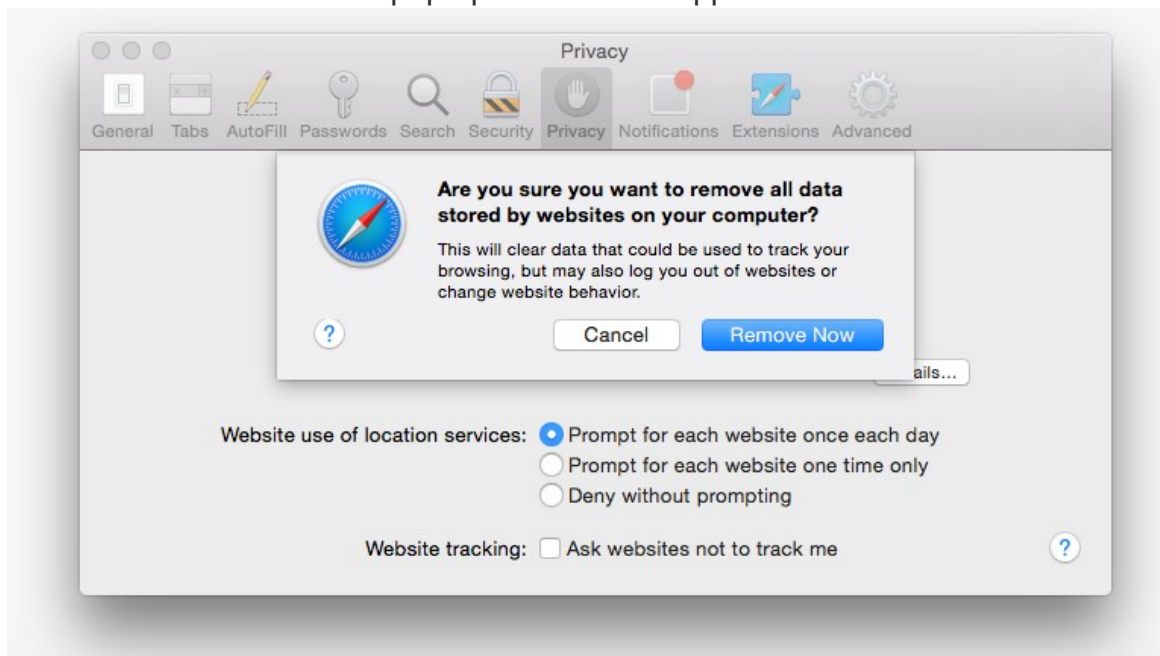 Privacy
General Tabs AutoFill Passwords Search Security Privacy Notifications Extensions Advanced
Are you sure you want to remove all data
stored by websites on your computer?
This will clear data that could be used to track your
browsing, but may also log you out of websites or
change website behavior.
?
Cancel Remove Now
ails...
Website use of location services: Prompt for each website once each day
Prompt for each website one time only
Deny without prompting
Website tracking: Ask websites not to track me
?